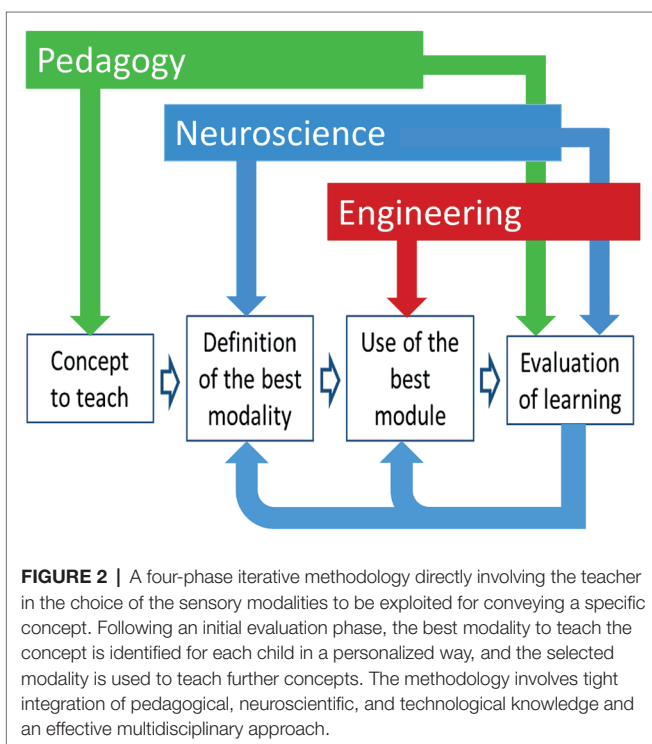 Pedagogy
Neuroscience
Engineering
Concept
to teach
Definition
of the best
modality
Use of the
best
module
Evaluation
of learning
FIGURE 2 | A four-phase iterative methodology directly involving the teacher
in the choice of the sensory modalities to be exploited for conveying a specific
concept. Following an initial evaluation phase, the best modality to teach the
concept is identified for each child in a personalized way, and the selected
modality is used to teach further concepts. The methodology involves tight
integration of pedagogical, neuroscientific, and technological knowledge and
an effective multidisciplinary approach.